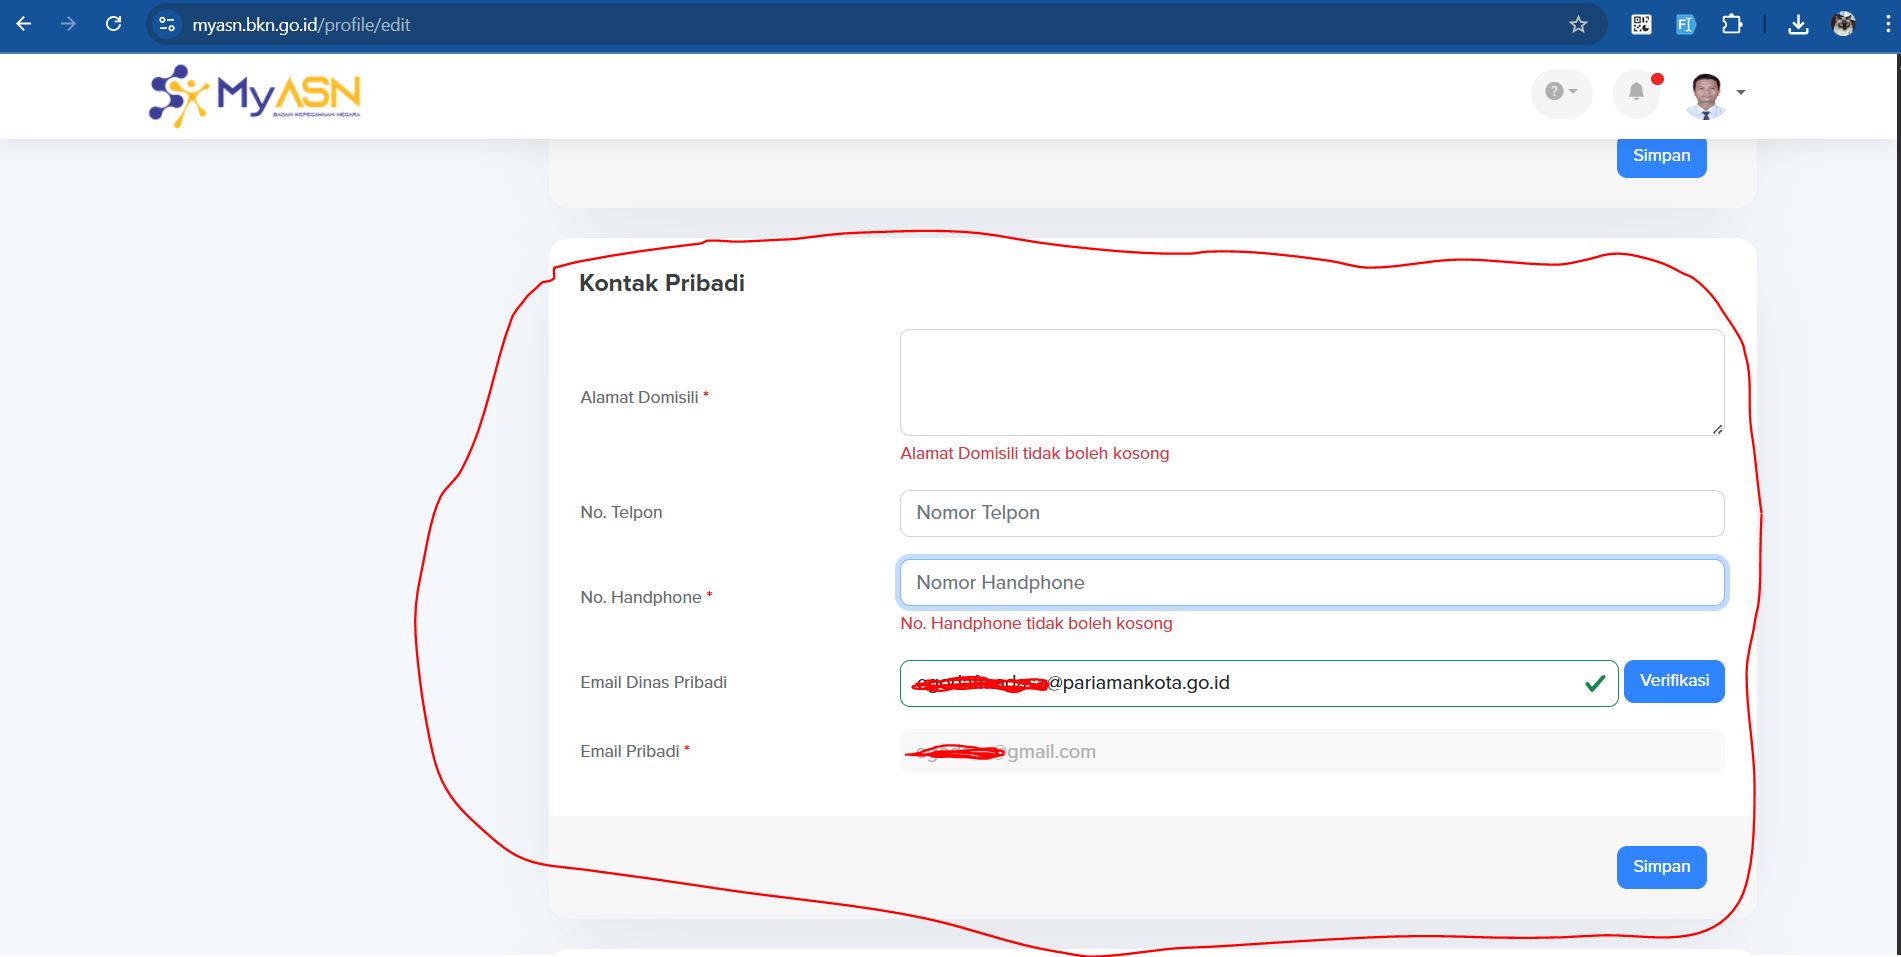 myasn.bkn.go.id/profile/edit
MyASN
BADAN KEPEGAWAIAN NEGARA
Simpan
Kontak Pribadi
Alamat Domisili *
Alamat Domisili tidak boleh kosong
No. Telpon
Nomor Telpon
No. Handphone *
Nomor Handphone
No. Handphone tidak boleh kosong
Email Dinas Pribadi
@pariamankota.go.id
Verifikasi
Email Pribadi *
@gmail.com
Simpan